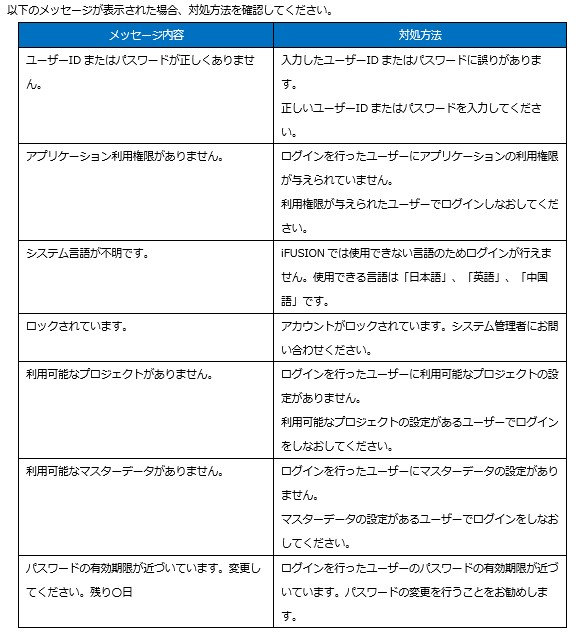 以下のメッセージが表示された場合、対処方法を確認してください。
メッセージ内容
対処方法
ユーザーID またはパスワードが正しくありませ
ん。
入力したユーザーID またはパスワードに誤りがありま
す。
正しいユーザーID またはパスワードを入力してくださ
い。
アプリケーション利用権限がありません。
ログインを行ったユーザーにアプリケーションの利用権限
が与えられていません。
利用権限が与えられたユーザーでログインしなおしてくだ
さい。
システム言語が不明です。
iFUSION では使用できない言語のためログインが行えま
せん。使用できる言語は「日本語」、「英語」、「中国
語」です。
ロックされています。
アカウントがロックされています。システム管理者にお問
い合わせください。
利用可能なプロジェクトがありません。
ログインを行ったユーザーに利用可能なプロジェクトの設
定がありません。
利用可能なプロジェクトの設定があるユーザーでログイン
をしなおしてください。
利用可能なマスターデータがありません。
ログインを行ったユーザーにマスターデータの設定があり
ません。
マスターデータの設定があるユーザーでログインをしなお
してください。
パスワードの有効期限が近づいています。変更し
てください。残り〇日
ログインを行ったユーザーのパスワードの有効期限が近づ
いています。パスワードの変更を行うことをお勧めしま
す。